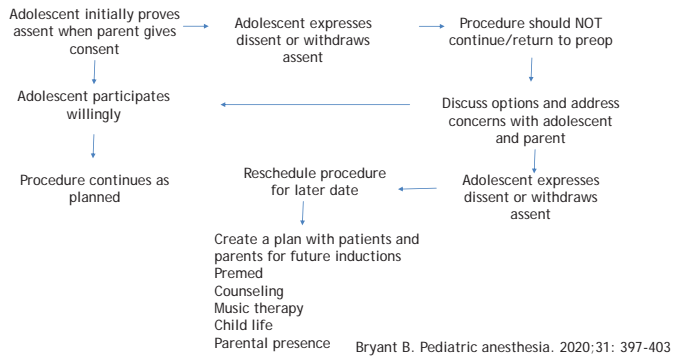 Adolescent initially proves
assent when parent gives
consent
Adolescent expresses
dissent or withdraws
assent
Procedure should NOT
continue/return to preop
Adolescent participates
willingly
Discuss options and address
concerns with adolescent
and parent
Procedure continues as
planned
Reschedule procedure
for later date
Adolescent expresses
dissent or withdraws
assent
Create a plan with patients and
parents for future inductions
Premed
Counseling
Music therapy
Child life
Parental presence
Bryant B. Pediatric anesthesia. 2020;31: 397-403